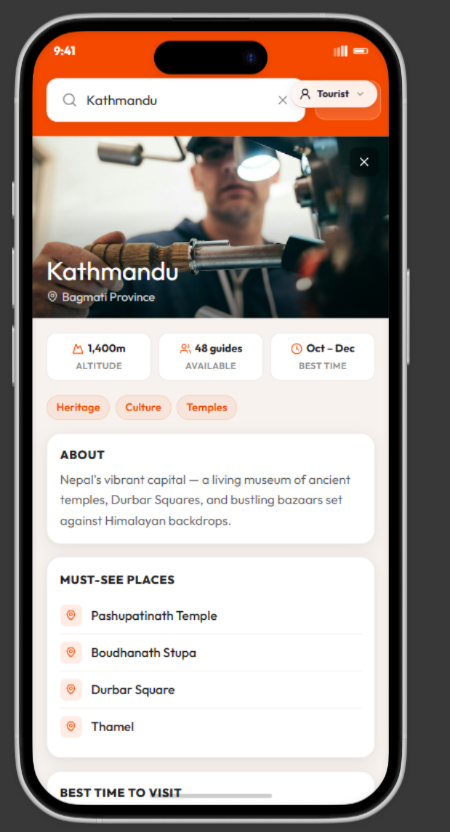 9:41
Kathmandu
Tourist
Kathmandu
Bagmati Province
1,400m
ALTITUDE
48 guides
AVAILABLE
Oct – Dec
BEST TIME
Heritage
Culture
Temples
ABOUT
Nepal's vibrant capital — a living museum of ancient
temples, Durbar Squares, and bustling bazaars set
against Himalayan backdrops.
MUST-SEE PLACES
Pashupatinath Temple
Boudhanath Stupa
Durbar Square
Thamel
BEST TIME TO VISIT